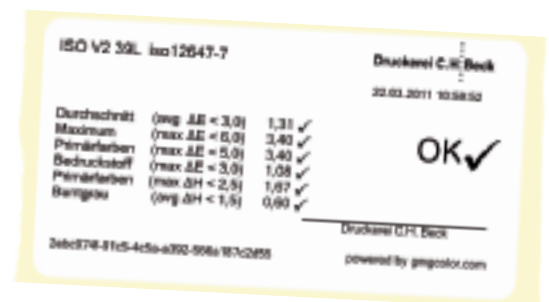 ISO V2 39L iso12647-7
Druckerei C.H. Beck
22.03.2011 10:58:52
Durchschnitt (avg ΔE < 3,0) 1,31 ✓
Maximum (max ΔE < 6,0) 3,40 ✓
Primärfarben (max ΔE < 5,0) 3,40 ✓
Bedruckstoff (max ΔE < 3,0) 1,08 ✓
Primärfarben (max ΔH < 2,5) 1,67 ✓
Buntgrau (avg ΔH < 1,5) 0,60 ✓
OK ✓
Druckerei C.H. Beck
powered by gmgcolor.com